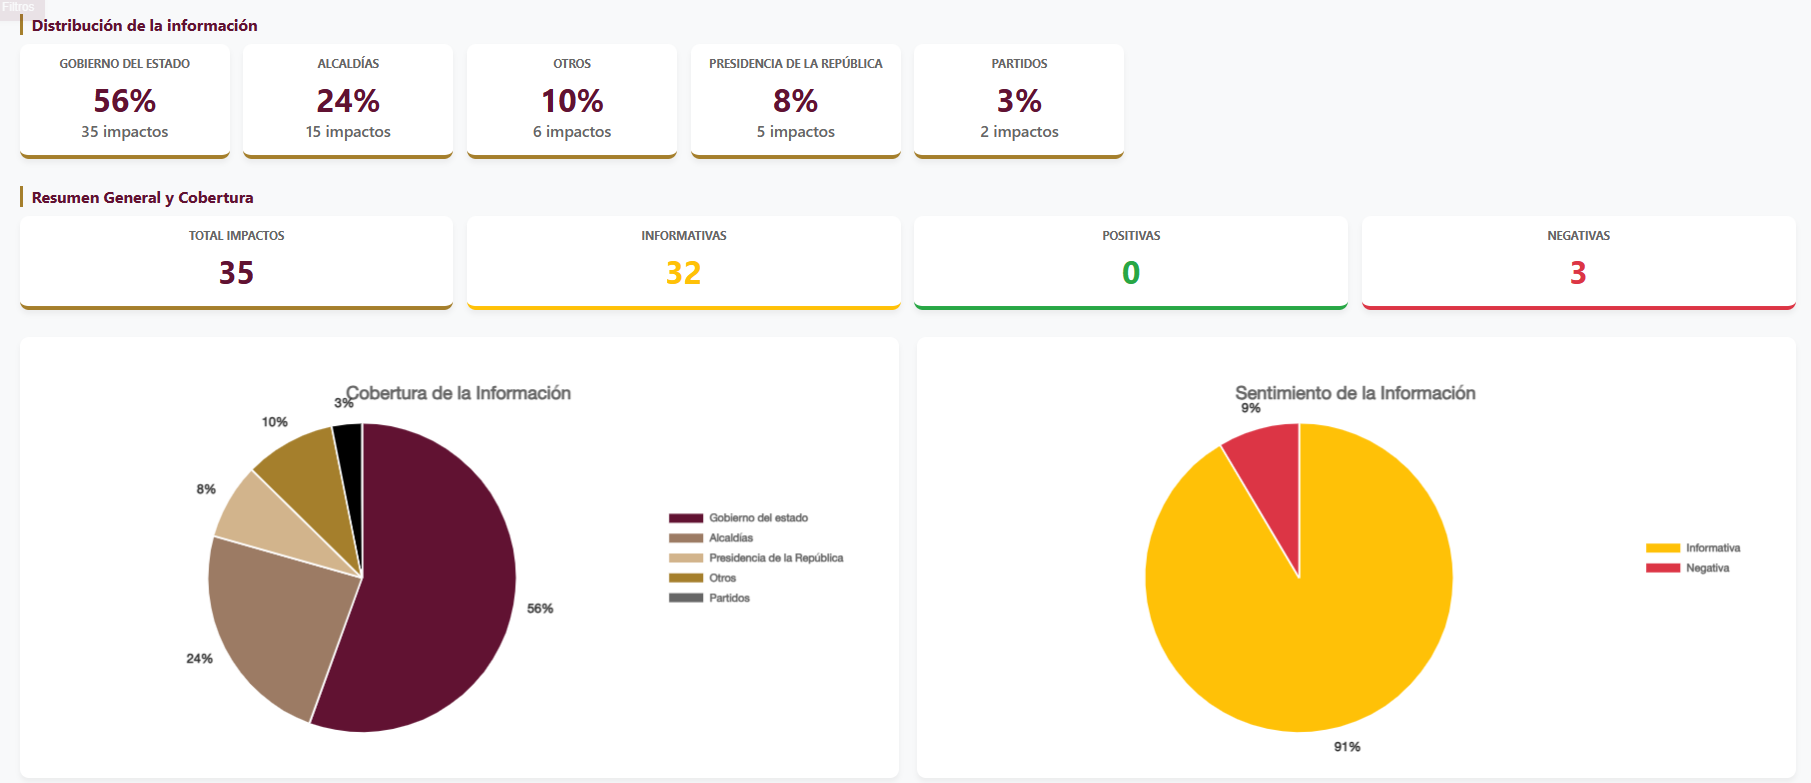 Filtros
Distribución de la información
GOBIERNO DEL ESTADO
56%
35 impactos
ALCALDÍAS
24%
15 impactos
OTROS
10%
6 impactos
PRESIDENCIA DE LA REPÚBLICA
8%
5 impactos
PARTIDOS
3%
2 impactos
Resumen General y Cobertura
TOTAL IMPACTOS
35
INFORMATIVAS
32
POSITIVAS
0
NEGATIVAS
3
Cobertura de la Información
3%
10%
8%
24%
56%
Gobierno del estado
Alcaldías
Presidencia de la República
Otros
Partidos
Sentimiento de la Información
9%
91%
Informativa
Negativa